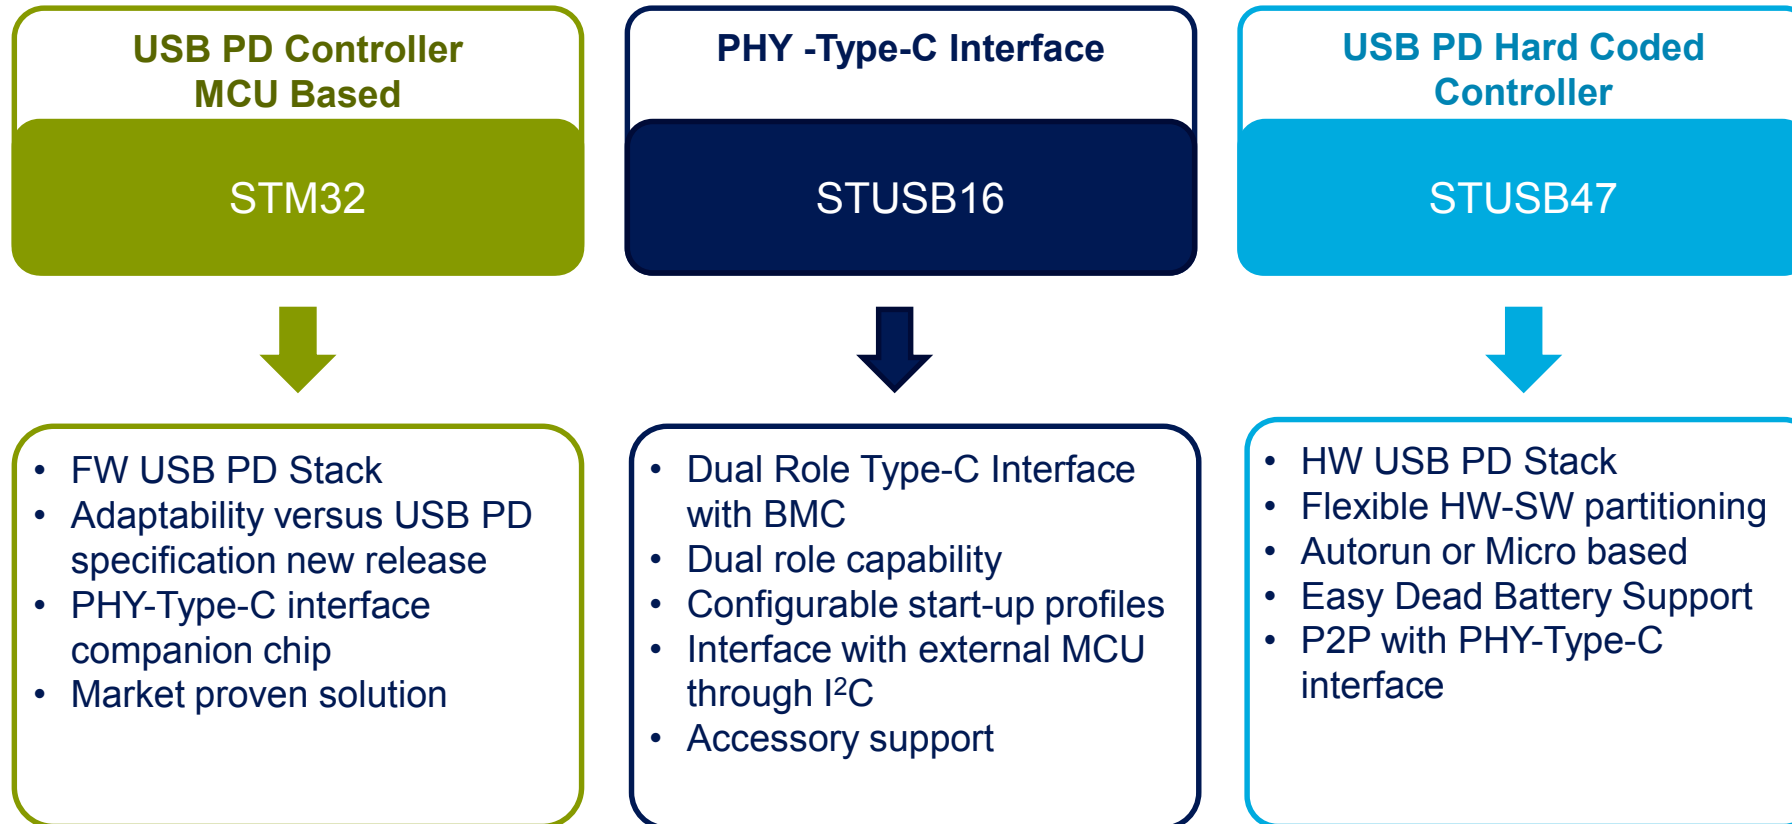 USB PD Controller
MCU Based
STM32
• FW USB PD Stack
• Adaptability versus USB PD
specification new release
• PHY-Type-C interface
companion chip
• Market proven solution
PHY -Type-C Interface
STUSB16
• Dual Role Type-C Interface
with BMC
• Dual role capability
• Configurable start-up profiles
• Interface with external MCU
through I²C
• Accessory support
USB PD Hard Coded
Controller
STUSB47
• HW USB PD Stack
• Flexible HW-SW partitioning
• Autorun or Micro based
• Easy Dead Battery Support
• P2P with PHY-Type-C
interface